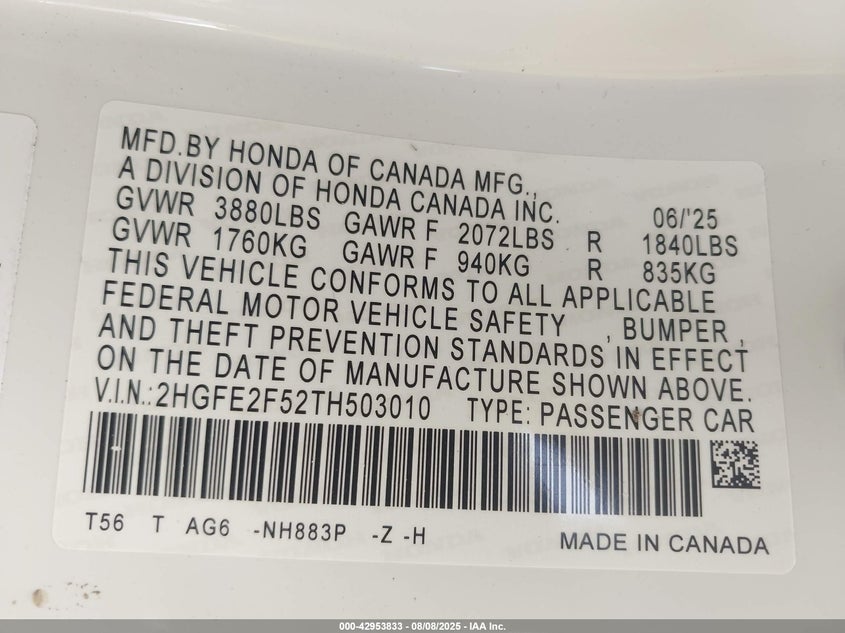 MFD.BY HONDA OF CANADA MFG.,
A DIVISION OF HONDA CANADA INC. 06/'25
GVWR 3880LBS GAWR F 2072LBS R 1840LBS
GVWR 1760KG GAWR F 940KG R 835KG
THIS VEHICLE CONFORMS TO ALL APPLICABLE
FEDERAL MOTOR VEHICLE SAFETY , BUMPER ,
AND THEFT PREVENTION STANDARDS IN EFFECT
ON THE DATE OF MANUFACTURE SHOWN ABOVE.
V.I.N.:2HGFE2F52TH503010 TYPE: PASSENGER CAR
T56 T AG6 -NH883P -Z -H
MADE IN CANADA
000-42953833 - 08/08/2025 - IAA Inc.